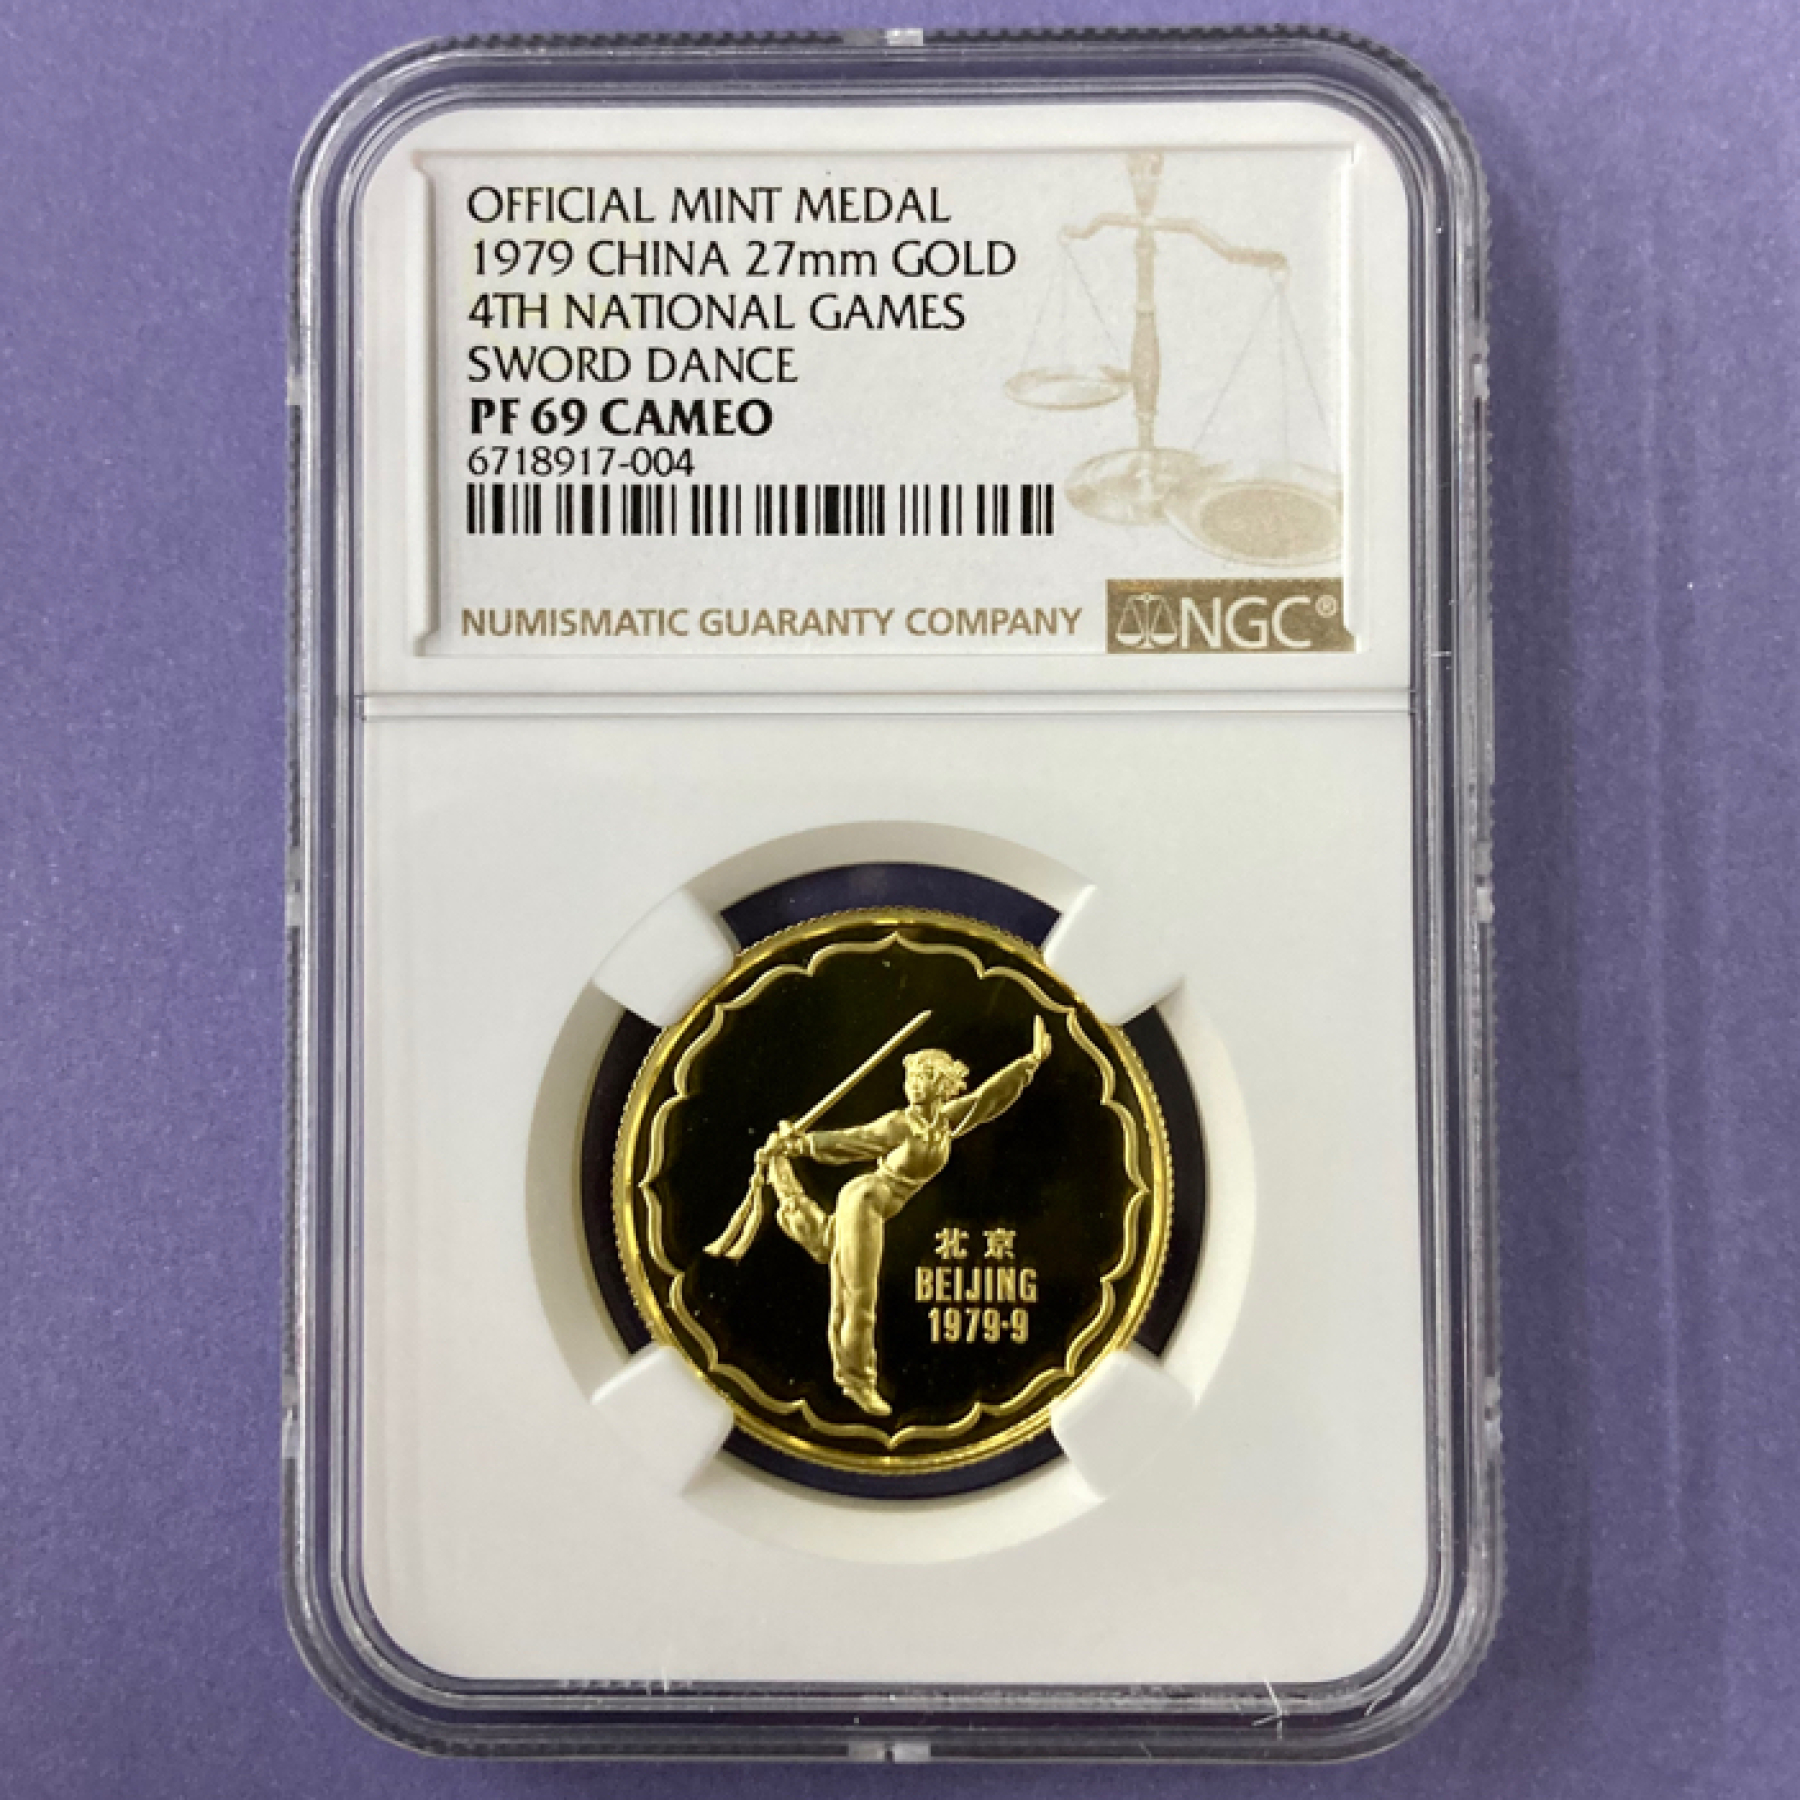 OFFICIAL MINT MEDAL
1979 CHINA 27mm GOLD
4TH NATIONAL GAMES
SWORD DANCE
PF 69 CAMEO
6718917-004
NUMISMATIC GUARANTY COMPANY NGC®
北京
BEIJING
1979·9